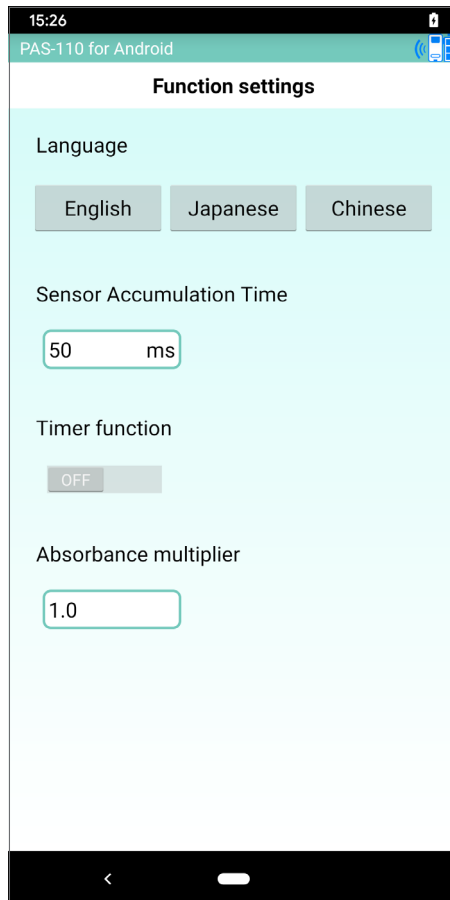 15:26
PAS-110 for Android
Function settings
Language
English Japanese Chinese
Sensor Accumulation Time
50 ms
Timer function
OFF
Absorbance multiplier
1.0